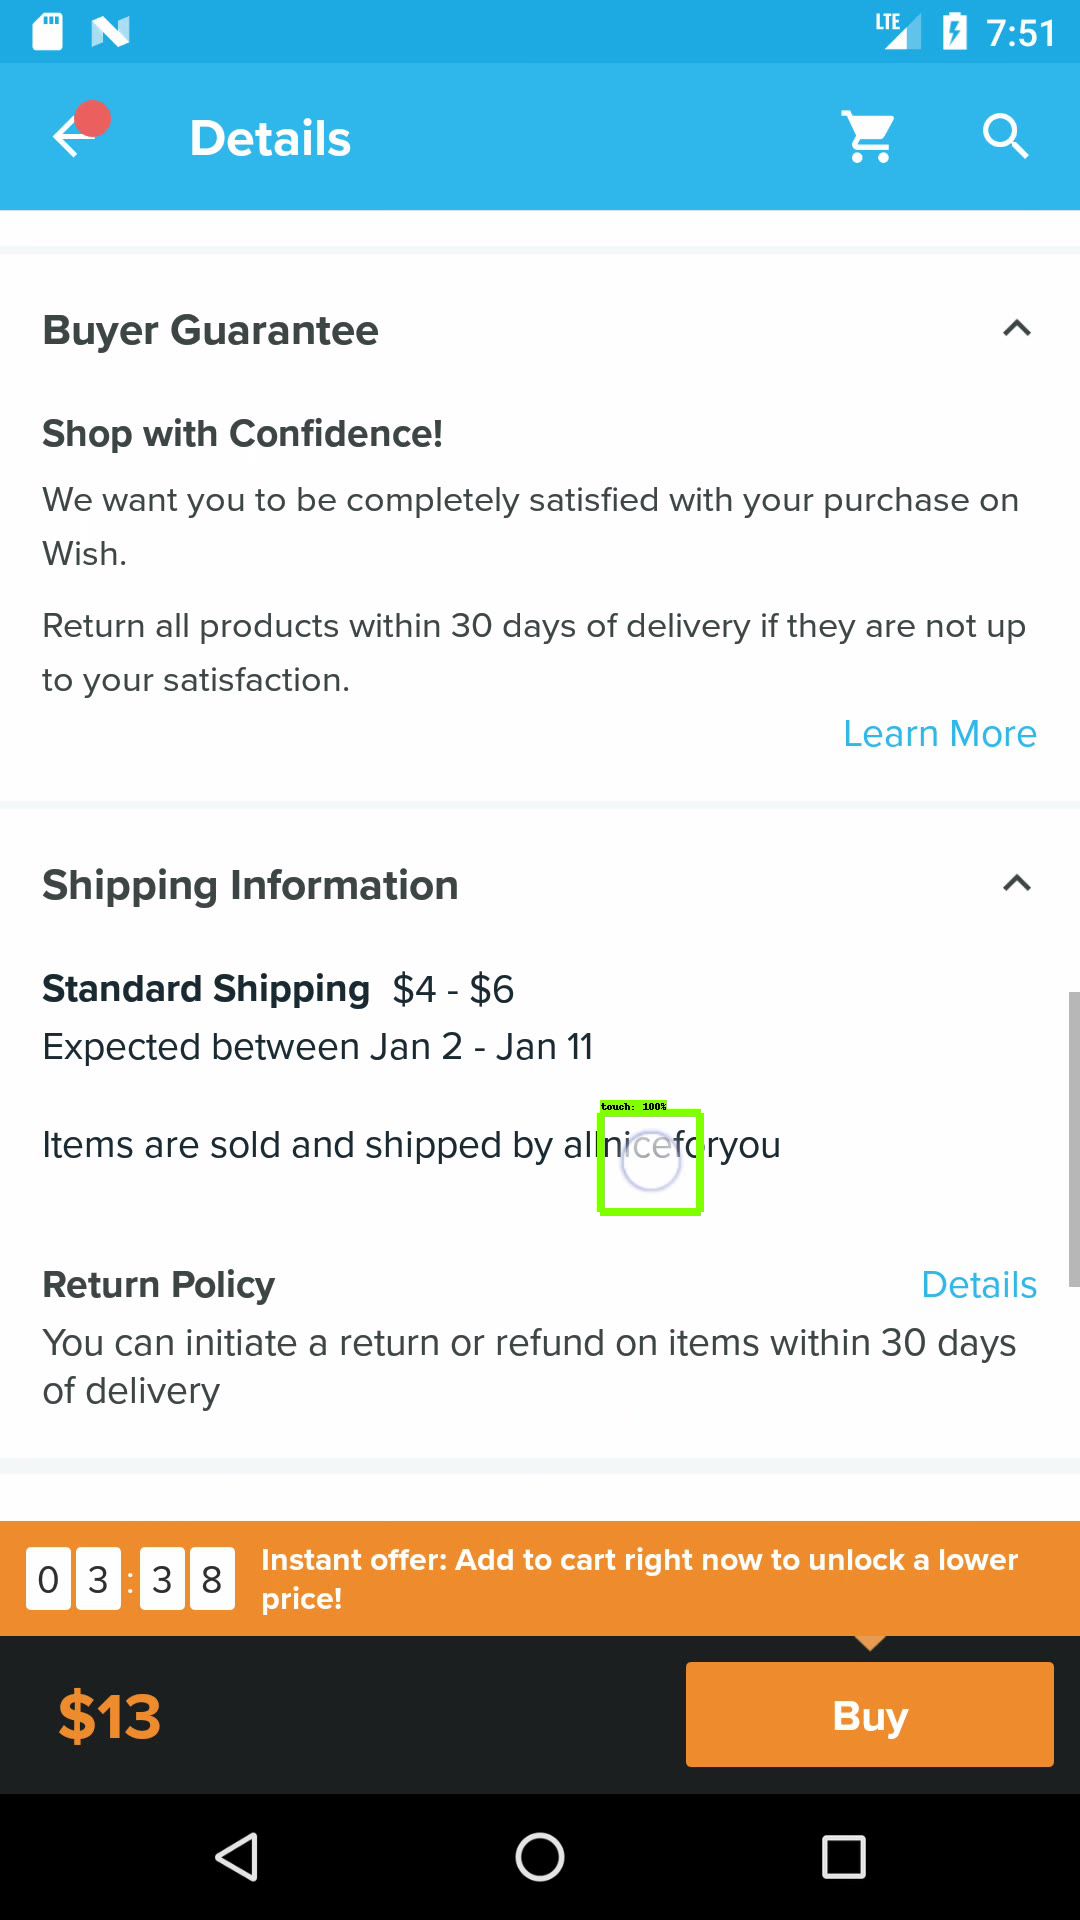 LTE 7:51
Details
Buyer Guarantee
Shop with Confidence!
We want you to be completely satisfied with your purchase on
Wish.
Return all products within 30 days of delivery if they are not up
to your satisfaction.
Learn More
Shipping Information
Standard Shipping $4 - $6
Expected between Jan 2 - Jan 11
touch: 100%
Items are sold and shipped by allniceforyou
Return Policy Details
You can initiate a return or refund on items within 30 days
of delivery
03:38
Instant offer: Add to cart right now to unlock a lower
price!
$13 Buy